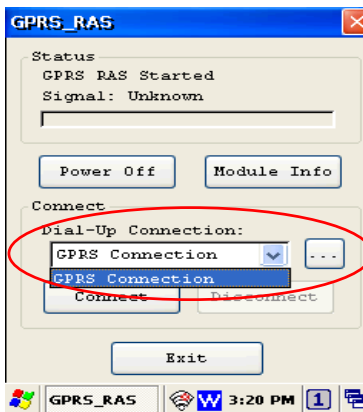 GPRS_RAS
Status
GPRS RAS Started
Signal: Unknown
Power Off
Module Info
Connect
Dial-Up Connection:
GPRS Connection
...
GPRS Connection
Connect
Disconnect
Exit
GPRS_RAS W 3:20 PM 1